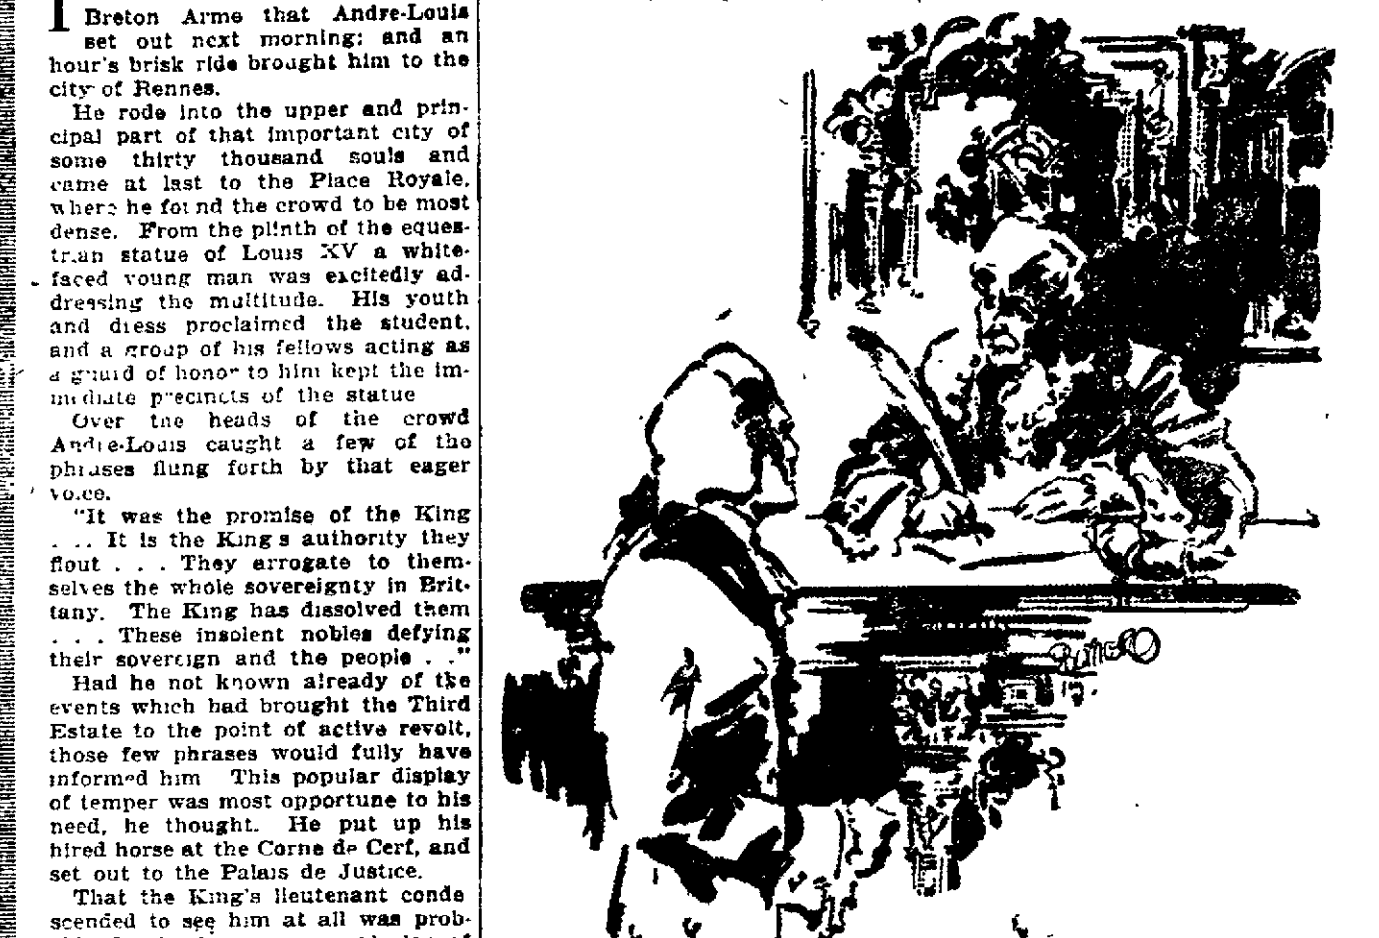 Breton Arme that Andre-Louis
set out next morning; and an
hour's brisk ride brought him to the
city of Rennes.
He rode into the upper and prin-
cipal part of that important city of
some thirty thousand souls and
came at last to the Place Royale,
where he found the crowd to be most
dense. From the plinth of the eques-
trian statue of Louis XV a white-
faced young man was excitedly ad-
dressing the multitude. His youth
and dress proclaimed the student,
and a group of his fellows acting as
a guard of honor to him kept the im-
mediate precincts of the statue
Over the heads of the crowd
Andre-Louis caught a few of the
phrases flung forth by that eager
voice.
"It was the promise of the King
. . . It is the King's authority they
flout . . . They arrogate to them-
selves the whole sovereignty in Brit-
tany. The King has dissolved them
. . . These insolent nobles defying
their sovereign and the people . ."
Had he not known already of the
events which had brought the Third
Estate to the point of active revolt,
those few phrases would fully have
informed him This popular display
of temper was most opportune to his
need, he thought. He put up his
hired horse at the Corne de Cerf, and
set out to the Palais de Justice.
That the King's lieutenant conde
scended to see him at all was prob-